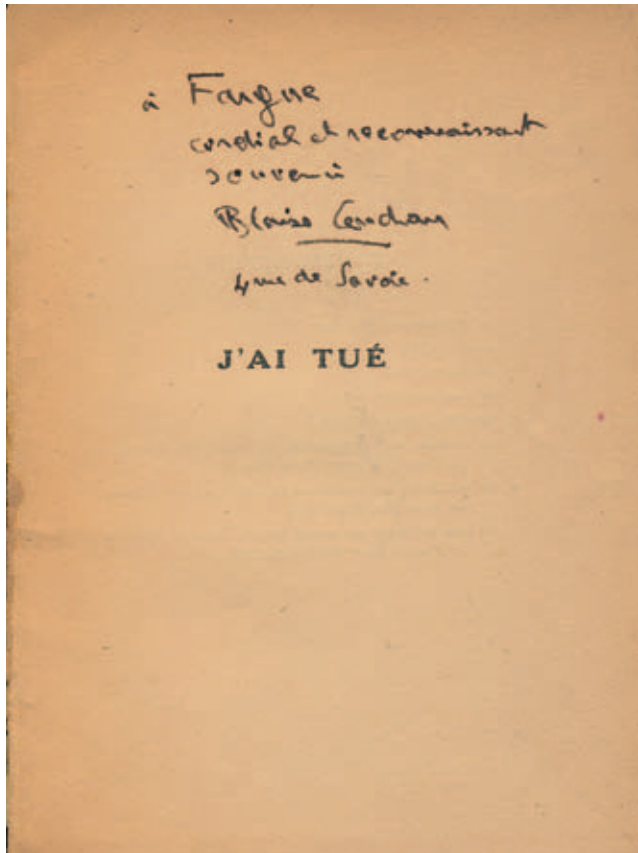 à Fargue
cordial et reconnaissant
souvenir
Blaise Cendrars
4 rue de Savoie.
J'AI TUÉ